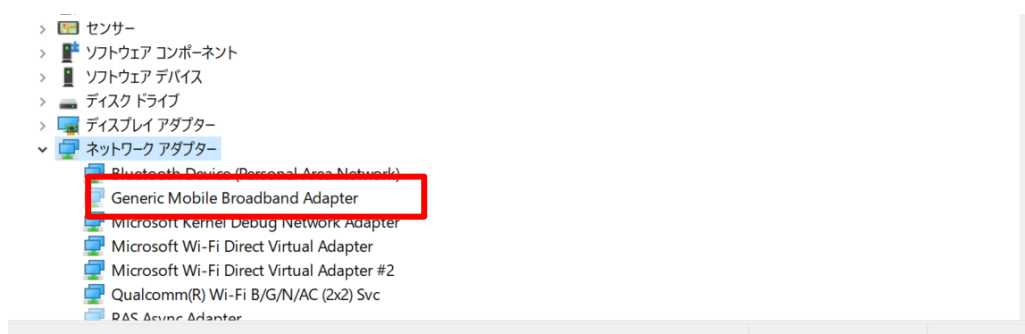 センサー
ソフトウェア コンポーネント
ソフトウェア デバイス
ディスク ドライブ
ディスプレイ アダプター
ネットワーク アダプター
Bluetooth Device (Personal Area Network)
Generic Mobile Broadband Adapter
Microsoft Kernel Debug Network Adapter
Microsoft Wi-Fi Direct Virtual Adapter
Microsoft Wi-Fi Direct Virtual Adapter #2
Qualcomm(R) Wi-Fi B/G/N/AC (2x2) Svc
RAS Async Adapter